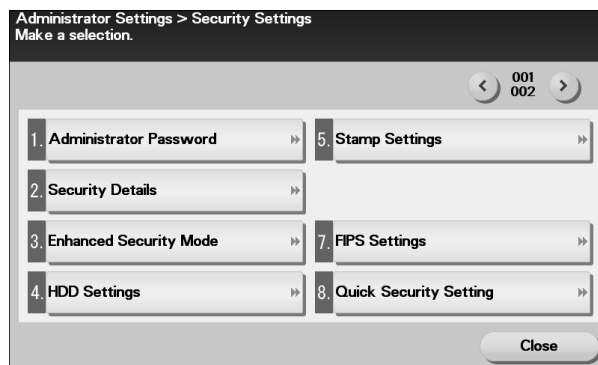 Administrator Settings > Security Settings
Make a selection.
001
002
1. Administrator Password
5. Stamp Settings
2. Security Details
3. Enhanced Security Mode
7. FIPS Settings
4. HDD Settings
8. Quick Security Setting
Close